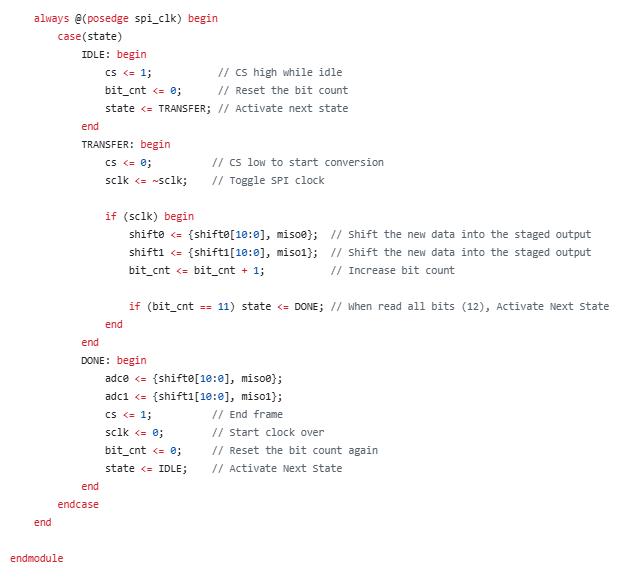 always @(posedge spi_clk) begin
case(state)
IDLE: begin
cs <= 1; // CS high while idle
bit_cnt <= 0; // Reset the bit count
state <= TRANSFER; // Activate next state
end
TRANSFER: begin
cs <= 0; // CS low to start conversion
sclk <= ~sclk; // Toggle SPI clock
if (sclk) begin
shift0 <= {shift0[10:0], miso0}; // Shift the new data into the staged output
shift1 <= {shift1[10:0], miso1}; // Shift the new data into the staged output
bit_cnt <= bit_cnt + 1; // Increase bit count
if (bit_cnt == 11) state <= DONE; // When read all bits (12), Activate Next State
end
end
DONE: begin
adc0 <= {shift0[10:0], miso0};
adc1 <= {shift1[10:0], miso1};
cs <= 1; // End frame
sclk <= 0; // Start clock over
bit_cnt <= 0; // Reset the bit count again
state <= IDLE; // Activate Next State
end
endcase
end
endmodule